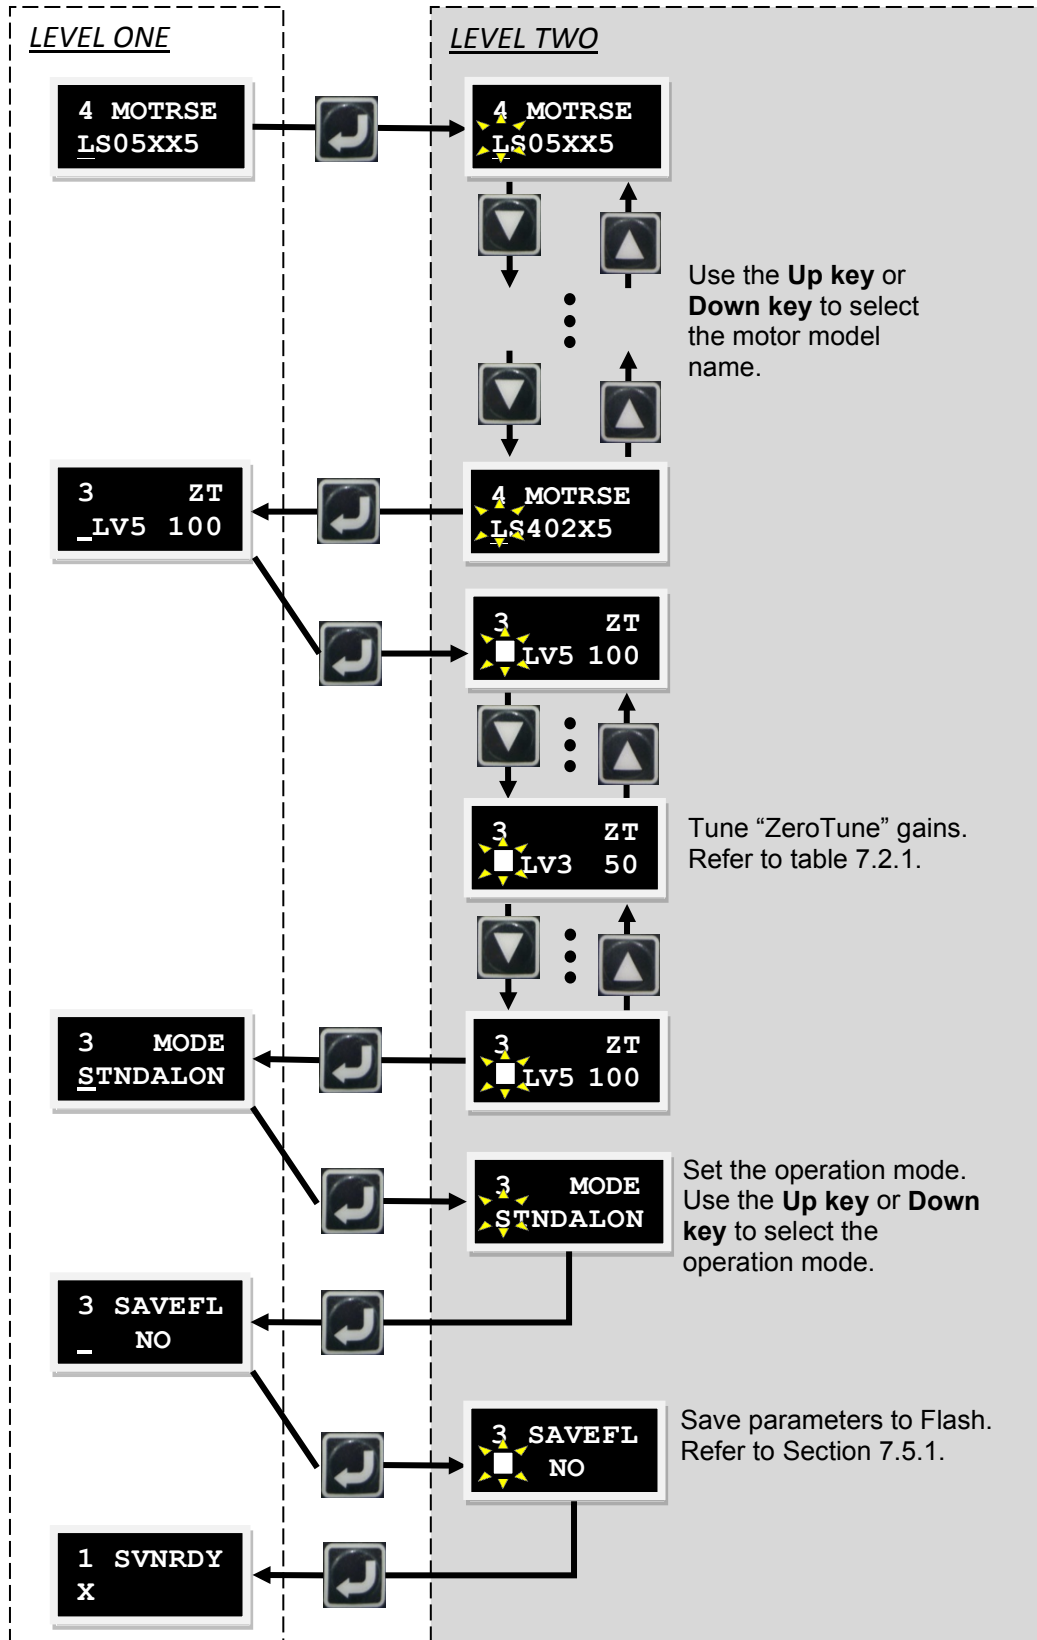 LEVEL ONE
LEVEL TWO
4 MOTRSE
LS05XX5
4 MOTRSE
LS05XX5
Use the Up key or
Down key to select
the motor model
name.
3 ZT
_LV5 100
4 MOTRSE
LS402X5
3 ZT
LV5 100
3 ZT
LV3 50
Tune “ZeroTune” gains.
Refer to table 7.2.1.
3 MODE
STNDALON
3 ZT
LV5 100
3 MODE
STNDALON
Set the operation mode.
Use the Up key or Down
key to select the
operation mode.
3 SAVEFL
_ NO
3 SAVEFL
NO
Save parameters to Flash.
Refer to Section 7.5.1.
1 SVNRDY
X